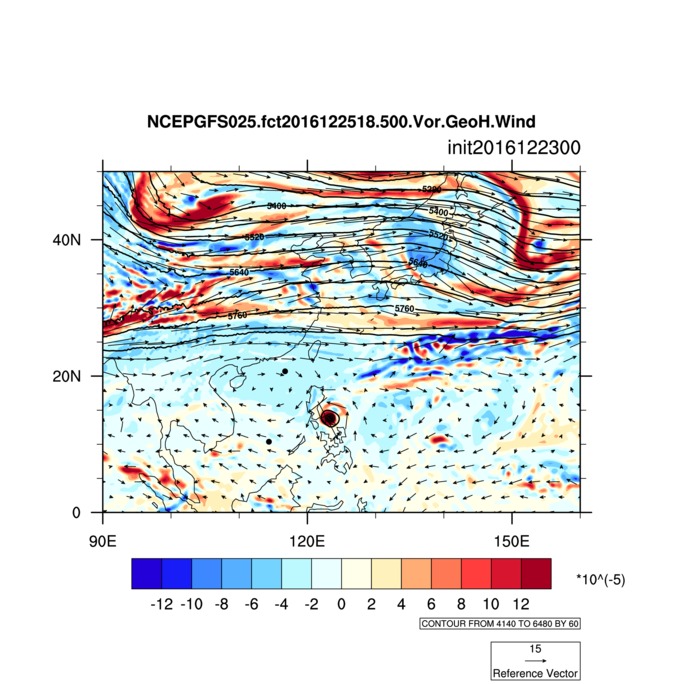 NCEPGFS025.fct2016122518.500.Vor.GeoH.Wind
init2016122300
5280
5400
5400
5520
5520
5640
5640
5760
5760
40N
20N
0
90E 120E 150E
-12 -10 -8 -6 -4 -2 0 2 4 6 8 10 12
*10^(-5)
CONTOUR FROM 4140 TO 6480 BY 60
15
Reference Vector